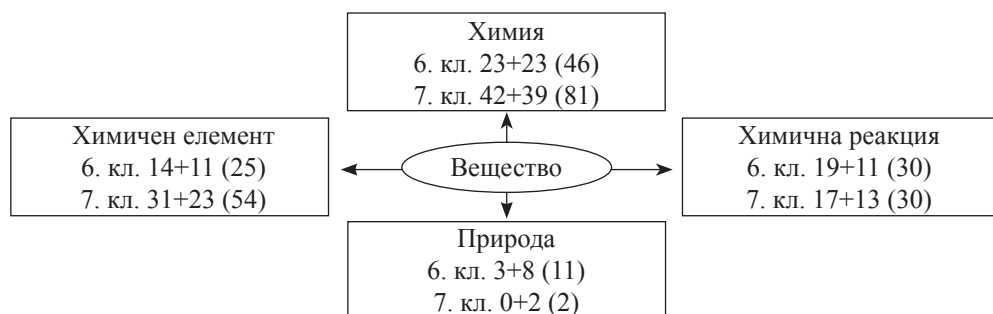 Химия
6. кл. 23+23 (46)
7. кл. 42+39 (81)
Химичен елемент
6. кл. 14+11 (25)
7. кл. 31+23 (54)
Вещество
Химична реакция
6. кл. 19+11 (30)
7. кл. 17+13 (30)
Природа
6. кл. 3+8 (11)
7. кл. 0+2 (2)